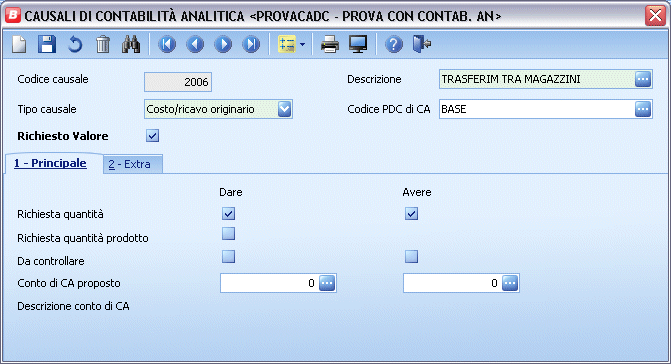 B CAUSALI DI CONTABILITÀ ANALITICA <PROVACADC - PROVA CON CONTAB. AN>
Codice causale 2006 Descrizione TRASFERIM TRA MAGAZZINI
Tipo causale Costo/ricavo originario Codice PDC di CA BASE
Richiesto Valore
1 - Principale 2 - Extra
Dare Avere
Richiesta quantità
Richiesta quantità prodotto
Da controllare
Conto di CA proposto 0 0
Descrizione conto di CA